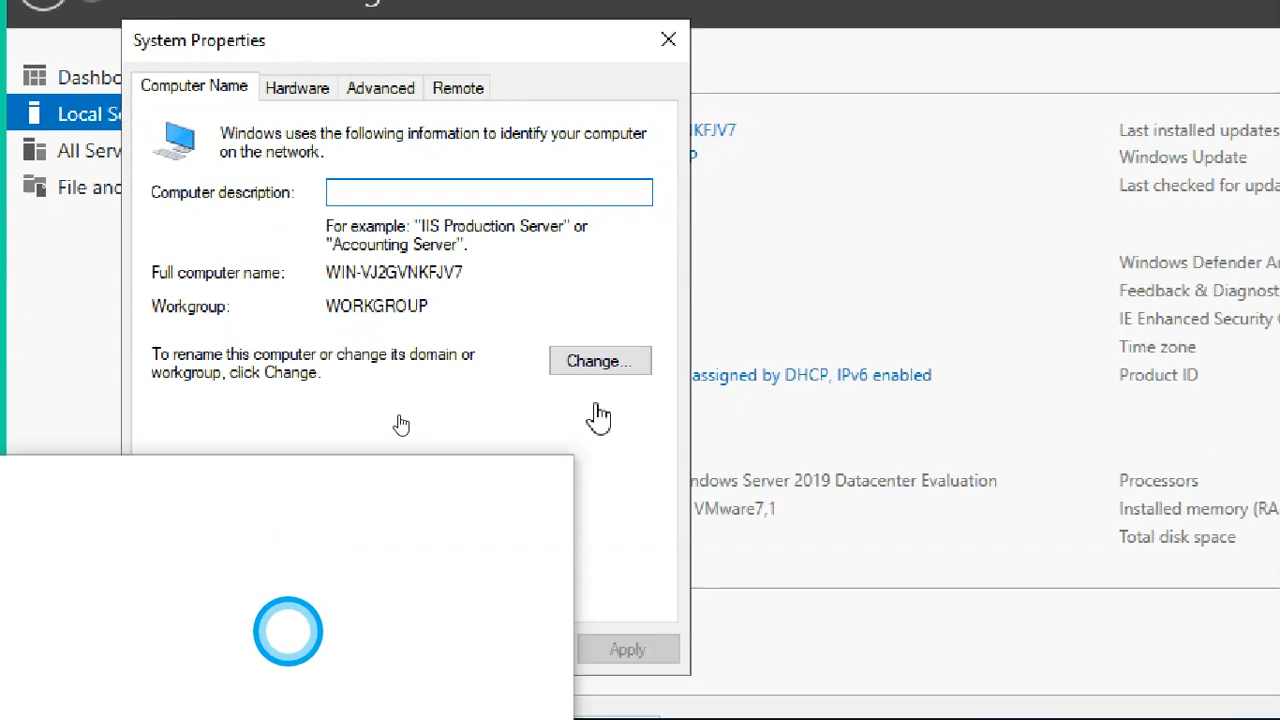 System Properties
Computer Name
Hardware
Advanced
Remote
Windows uses the following information to identify your computer
on the network.
Computer description:
For example: "IIS Production Server" or
"Accounting Server".
Full computer name: WIN-VJ2GVNKFJV7
Workgroup: WORKGROUP
To rename this computer or change its domain or
workgroup, click Change.
Change...
Apply
Dashbo
Local Se
All Serv
File and
KFJV7
P
assigned by DHCP, IPv6 enabled
ndows Server 2019 Datacenter Evaluation
VMware7,1
Last installed updates
Windows Update
Last checked for upda
Windows Defender An
Feedback & Diagnost
IE Enhanced Security C
Time zone
Product ID
Processors
Installed memory (RA
Total disk space